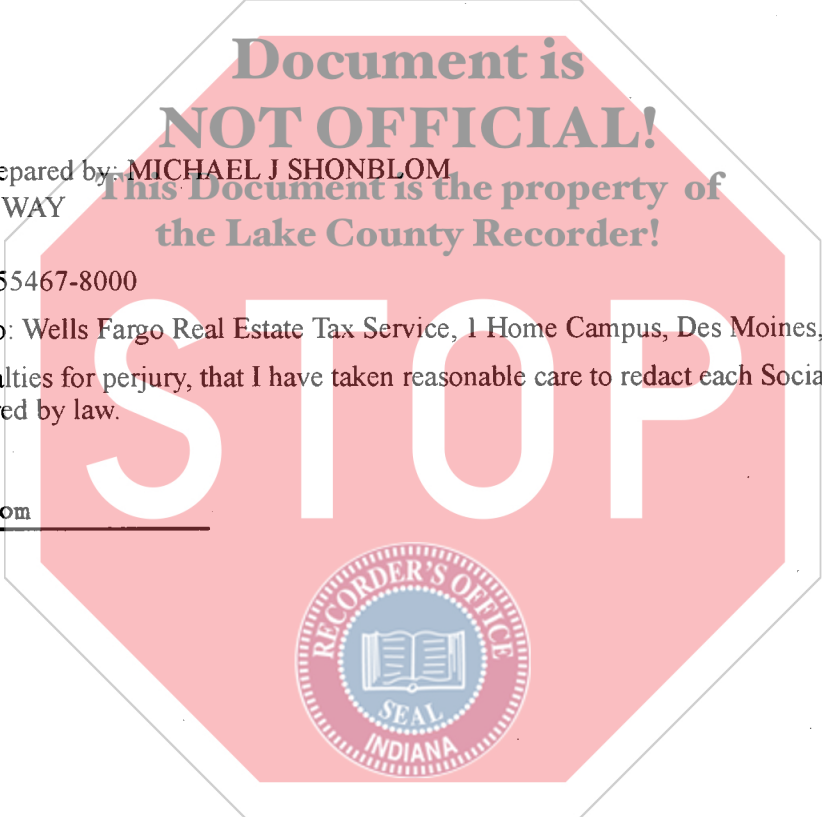 Document is
NOT OFFICIAL!
epared by: MICHAEL J SHONBLOM
This Document is the property of
WAY
the Lake County Recorder!
55467-8000
o: Wells Fargo Real Estate Tax Service, 1 Home Campus, Des Moines,
alties for perjury, that I have taken reasonable care to redact each Socia
ed by law.
STOP
om
RECORDER'S OFFICE
SEAL
INDIANA